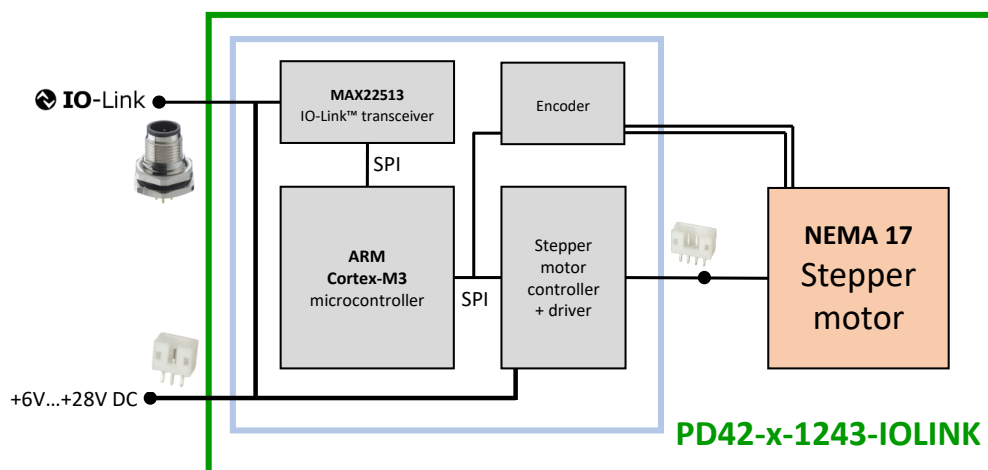 IO-Link
MAX22513
IO-Link™ transceiver
Encoder
SPI
ARM
Cortex-M3
microcontroller
SPI
Stepper
motor
controller
+ driver
NEMA 17
Stepper
motor
+6V...+28V DC
PD42-x-1243-IOLINK